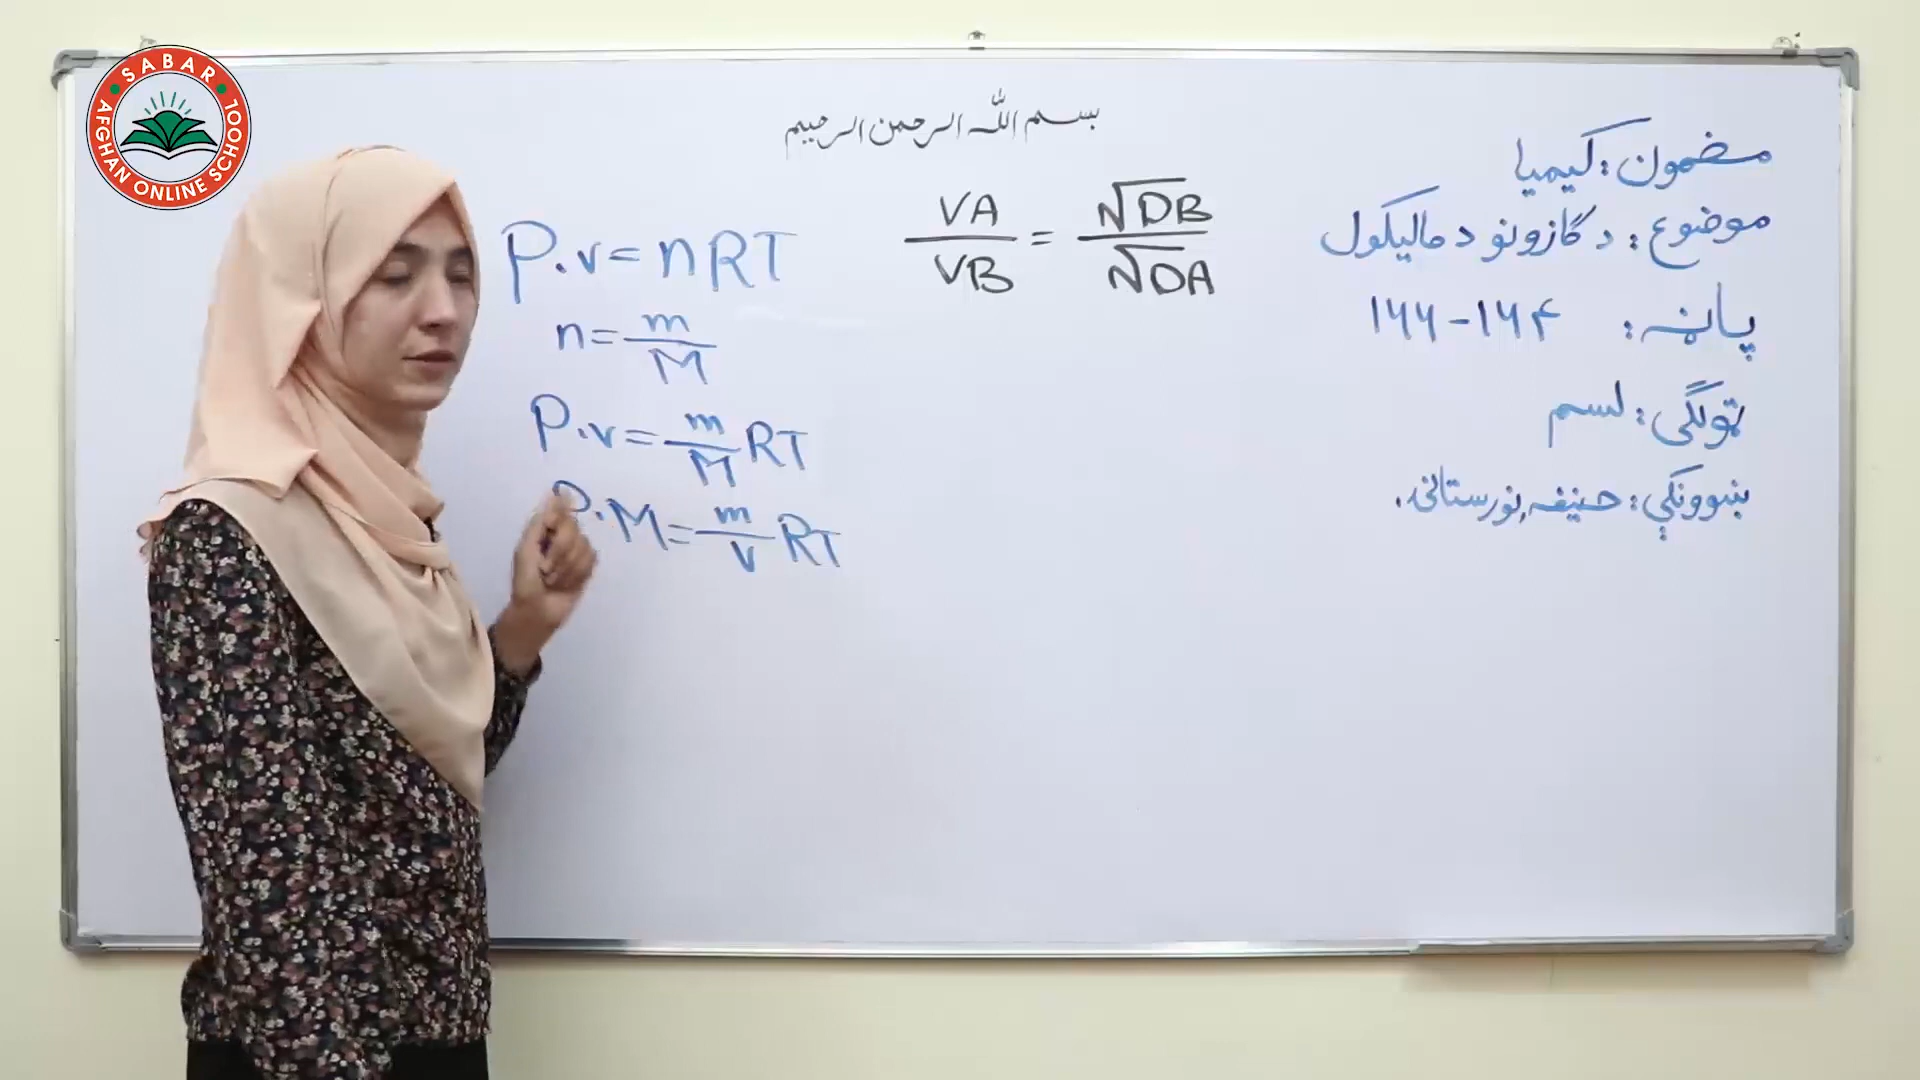 SABAR
AFGHAN ONLINE SCHOOL
بسم الله الرحمن الرحیم
مضمون: کیمیا
موضوع: د گازونو د مالیکول
پاڼه: ۱۶۴-۱۶۶
ټولګی: لسم
ښوونکې: حنیفه نورستانۍ.
P.v=nRT
n=m/M
P.v=m/M RT
P.M=m/v RT
VA/VB = √DB/√DA